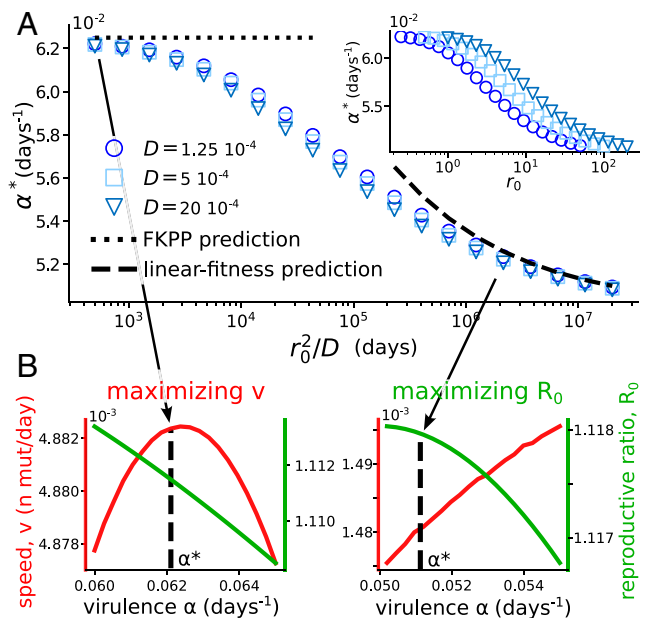 A
10⁻²
6.2
6.0
5.8
5.6
5.4
5.2
α* (days⁻¹)
D = 1.25 10⁻⁴
D = 5 10⁻⁴
D = 20 10⁻⁴
FKPP prediction
linear-fitness prediction
10³
10⁴
10⁵
10⁶
10⁷
r₀²/D (days)
10⁻²
6.0
5.5
α* (days⁻¹)
10⁰
10¹
10²
r₀
B
maximizing v
10⁻³
4.882
4.880
4.877
speed, v (n mut/day)
1.112
1.110
α*
0.060
0.062
0.064
virulence α (days⁻¹)
maximizing R₀
10⁻³
1.49
1.48
1.118
1.117
reproductive ratio, R₀
α*
0.050
0.052
0.054
virulence α (days⁻¹)